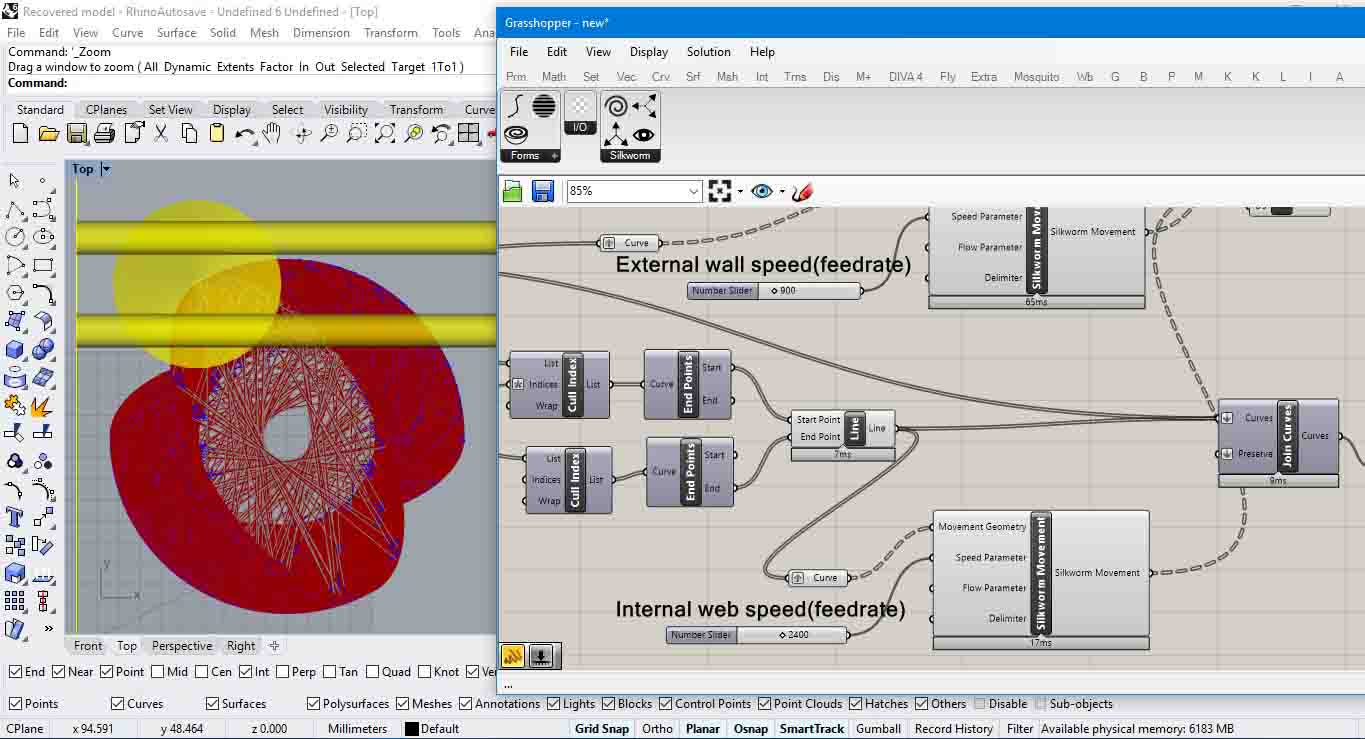 Recovered model - RhinoAutosave - Undefined 6 Undefined - [Top]
File Edit View Curve Surface Solid Mesh Dimension Transform Tools Ana
Command: '_Zoom
Drag a window to zoom ( All Dynamic Extents Factor In Out Selected Target 1To1 )
Command:
Standard CPlanes Set View Display Select Visibility Transform Curve
Top
y
x
Front Top Perspective Right
Grasshopper - new*
File Edit View Display Solution Help
Prm Math Set Vec Crv Srf Msh Int Trns Dis M+ DIVA 4 Fly Extra Mosquito Wb G B P M K K L I A
Forms +
I/O
Silkworm
85%
Curve
External wall speed(feedrate)
Number Slider 900
Speed Parameter
Flow Parameter
Delimiter
Silkworm Mov
Silkworm Movement
65ms
List
Indices
Wrap
Cull Index
List
Curve
End Points
Start
End
List
Indices
Wrap
Cull Index
List
Curve
End Points
Start
End
Start Point
End Point
Line
Line
7ms
Curves
Preserve
Join Curves
Curves
9ms
Movement Geometry
Speed Parameter
Flow Parameter
Delimiter
Silkworm Movement
Silkworm Movement
17ms
Curve
Internal web speed(feedrate)
Number Slider 2400
...
End Near Point Mid Cen Int Perp Tan Quad Knot Ve
Points Curves Surfaces Polysurfaces Meshes Annotations Lights Blocks Control Points Point Clouds Hatches Others Disable Sub-objects
CPlane x 94.591 y 48.464 z 0.000 Millimeters Default Grid Snap Ortho Planar Osnap SmartTrack Gumball Record History Filter Available physical memory: 6183 MB